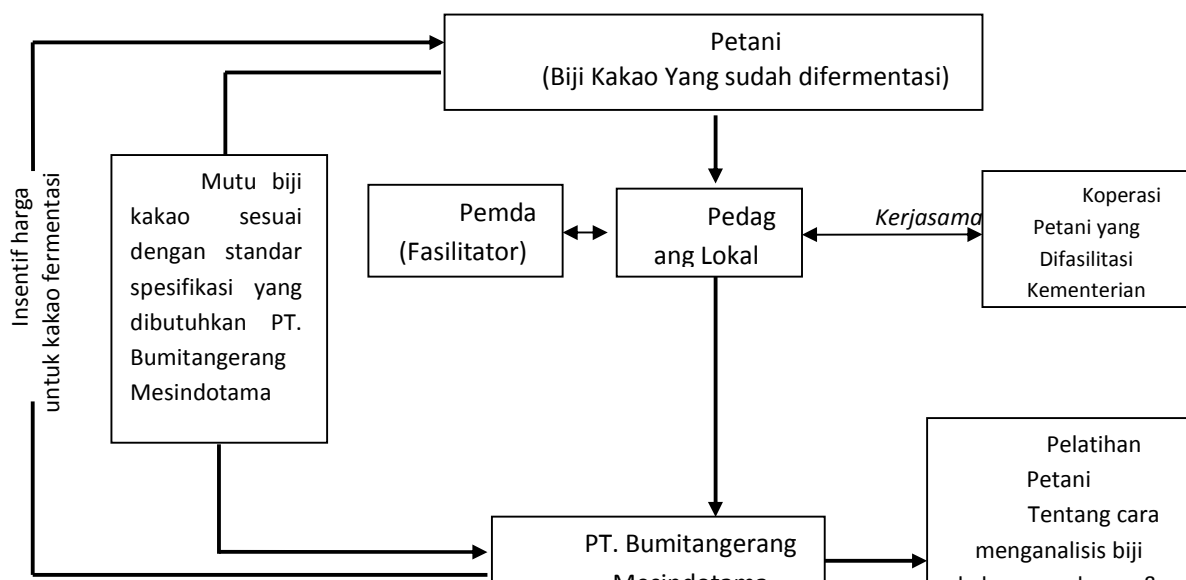 Petani
(Biji Kakao Yang sudah difermentasi)
Insentif harga
untuk kakao fermentasi
Mutu biji
kakao sesuai
dengan standar
spesifikasi yang
dibutuhkan PT.
Bumitangerang
Mesindotama
Pemda
(Fasilitator)
Pedag
ang Lokal
Kerjasama
Koperasi
Petani yang
Difasilitasi
Kementerian
PT. Bumitangerang
Mesindotama
Pelatihan
Petani
Tentang cara
menganalisis biji